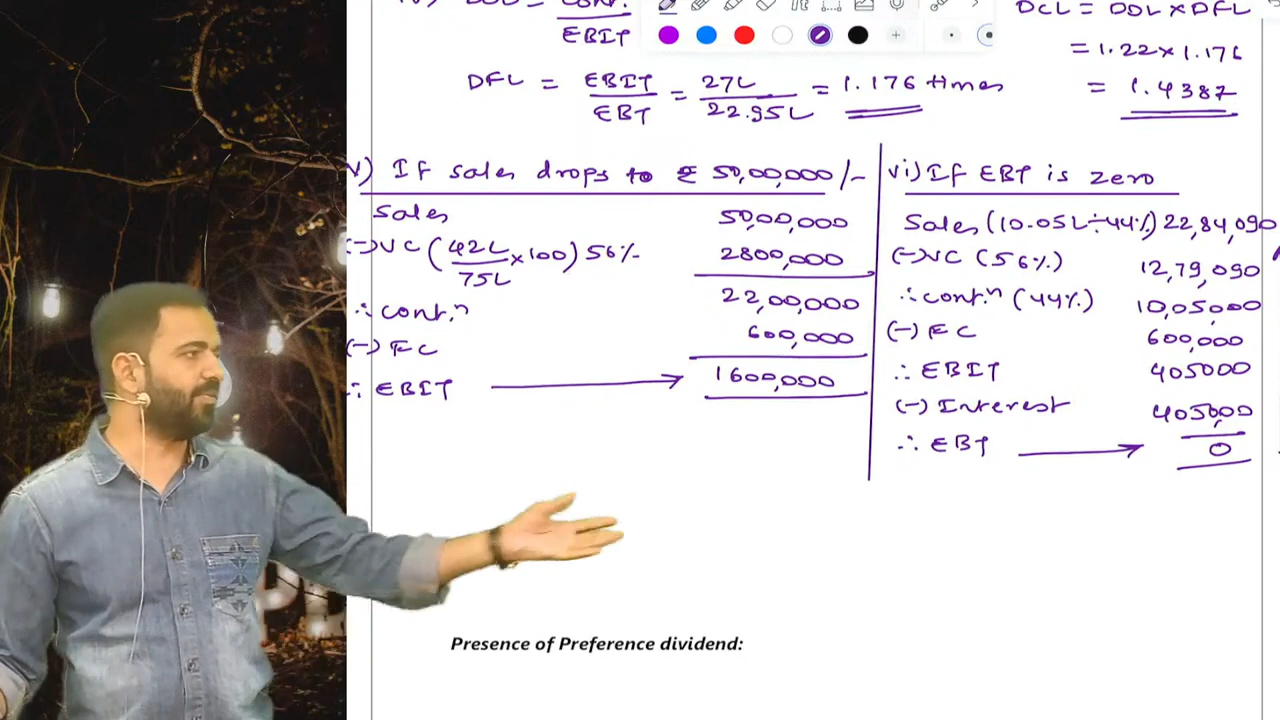 EBIT
DCL = DOL x DFL
= 1.22 x 1.176
= 1.4387
DFL = EBIT / EBT = 27L / 22.95L = 1.176 times
v) If sales drops to ₹ 50,00,000/-
Sales 50,00,000
(-) VC (42L / 75L x 100) 56% 2800,000
∴ cont.ⁿ 22,00,000
(-) FC 600,000
∴ EBIT → 1600,000
vi) If EBT is zero
Sales (10.05L ÷ 44%) 22,84,090
(-) VC (56%) 12,79,090
∴ cont.ⁿ (44%) 10,05,000
(-) FC 600,000
∴ EBIT 405000
(-) Interest 405,000
∴ EBT → 0
Presence of Preference dividend: